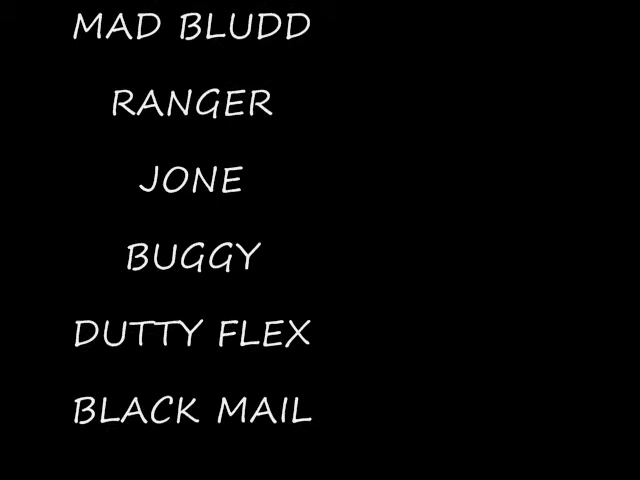 MAD BLUDD
RANGER
JONE
BUGGY
DUTTY FLEX
BLACK MAIL